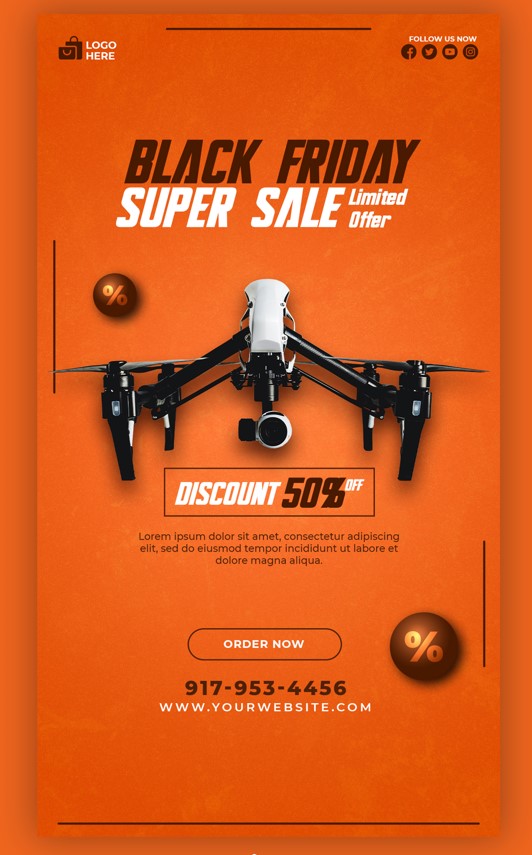 LOGO
HERE
FOLLOW US NOW
BLACK FRIDAY
SUPER SALE
Limited
Offer
%
DISCOUNT 50% OFF
Lorem ipsum dolor sit amet, consectetur adipiscing
elit, sed do eiusmod tempor incididunt ut labore et
dolore magna aliqua.
ORDER NOW
%
917-953-4456
WWW.YOURWEBSITE.COM